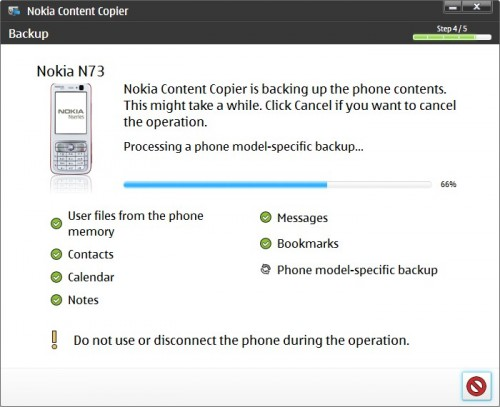 Nokia Content Copier
Backup
Step 4 / 5
Nokia N73
NOKIA
Nseries
Nokia Content Copier is backing up the phone contents.
This might take a while. Click Cancel if you want to cancel
the operation.
Processing a phone model-specific backup...
66%
User files from the phone
memory
Contacts
Calendar
Notes
Messages
Bookmarks
Phone model-specific backup
Do not use or disconnect the phone during the operation.